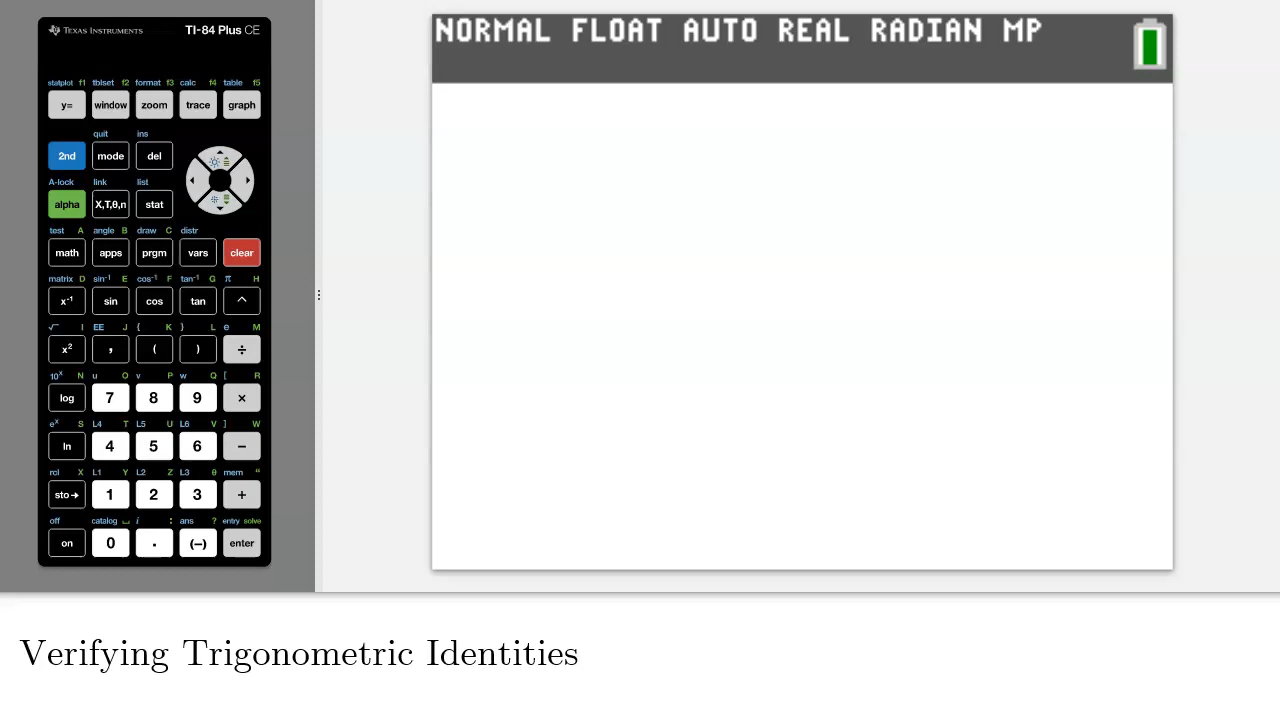 TEXAS INSTRUMENTS TI-84 Plus CE
NORMAL FLOAT AUTO REAL RADIAN MP
statplot f1 tblset f2 format f3 calc f4 table f5
y= window zoom trace graph
quit ins
2nd mode del
A-lock link list
alpha X,T,θ,n stat
test A angle B draw C distr
math apps prgm vars clear
matrix D sin⁻¹ E cos⁻¹ F tan⁻¹ G π H
x⁻¹ sin cos tan ^
√ I EE J { K } L e M
x² , ( ) ÷
10ˣ N u O v P w Q [ R
log 7 8 9 ×
eˣ S L4 T L5 U L6 V ] W
ln 4 5 6 −
rcl X L1 Y L2 Z L3 θ mem “
sto→ 1 2 3 +
off catalog ⎵ i : ans ? entry solve
on 0 . (−) enter
Verifying Trigonometric Identities